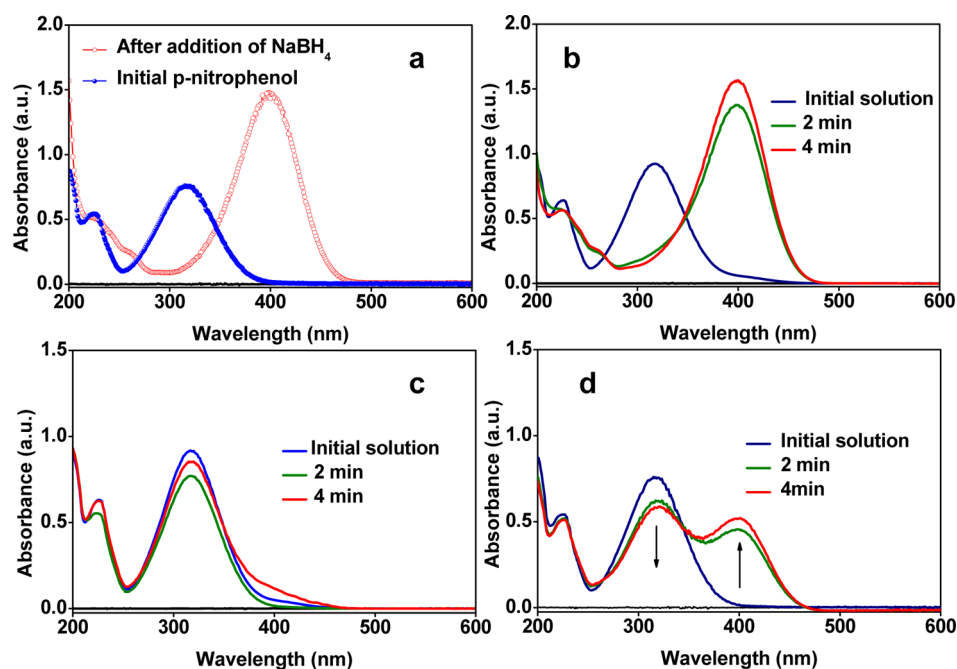 a
After addition of NaBH4
Initial p-nitrophenol
Absorbance (a.u.)
2.0
1.5
1.0
0.5
0.0
200 300 400 500 600
Wavelength (nm)
b
Initial solution
2 min
4 min
Absorbance (a.u.)
2.0
1.5
1.0
0.5
0.0
200 300 400 500 600
Wavelength (nm)
c
Initial solution
2 min
4 min
Absorbance (a.u.)
1.5
1.0
0.5
0.0
200 300 400 500 600
Wavelength (nm)
d
Initial solution
2 min
4min
Absorbance (a.u.)
1.5
1.0
0.5
0.0
200 300 400 500 600
Wavelength (nm)